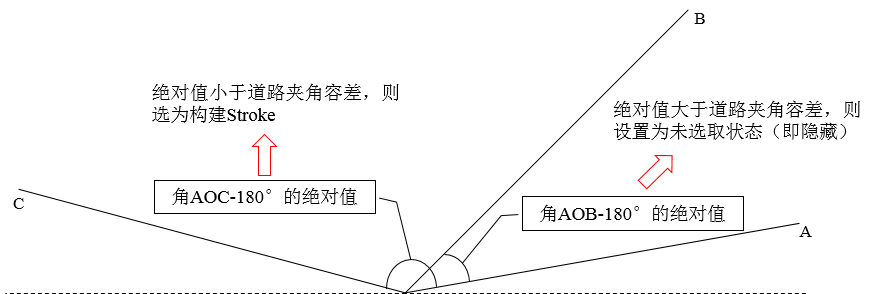 B
绝对值小于道路夹角容差，则
选为构建Stroke
绝对值大于道路夹角容差，则
设置为未选取状态（即隐藏）
角AOC-180°的绝对值
角AOB-180°的绝对值
C
A